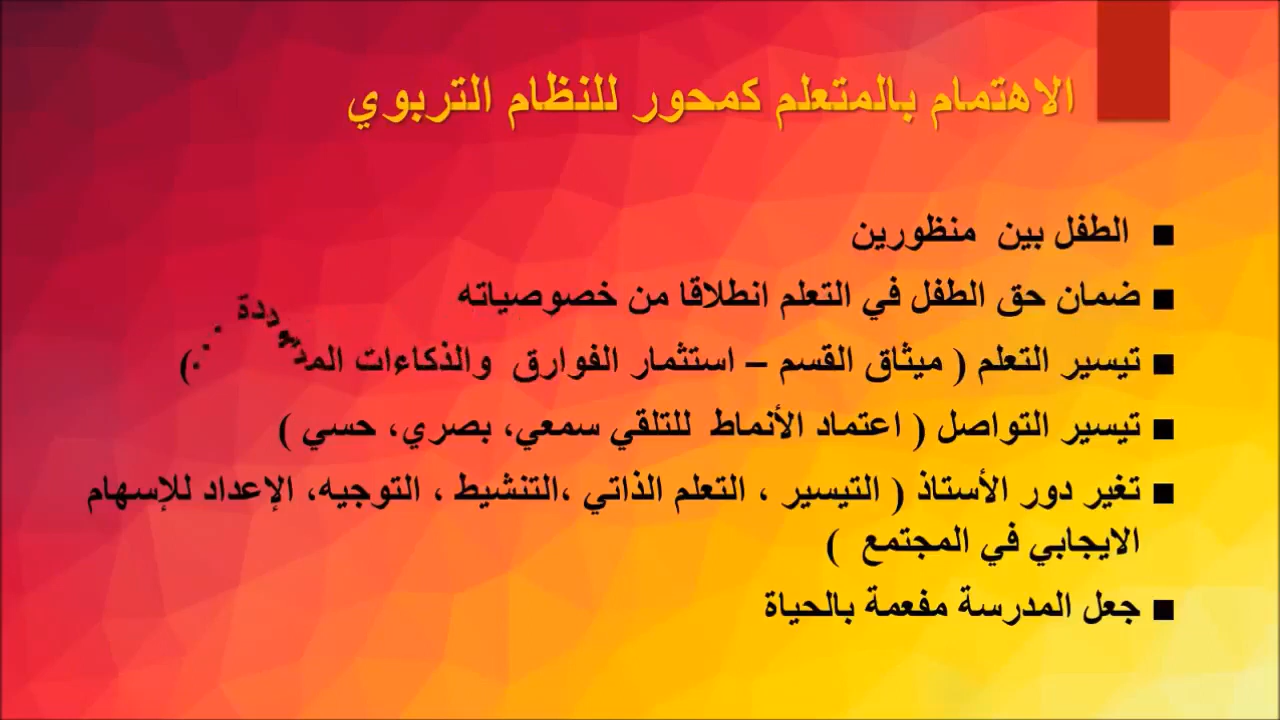 الاهتمام بالمتعلم كمحور للنظام التربوي
■ الطفل بين منظورين
■ ضمان حق الطفل في التعلم انطلاقا من خصوصياته
■ تيسير التعلم ( ميثاق القسم – استثمار الفوارق والذكاءات المتعددة ...)
■ تيسير التواصل ( اعتماد الأنماط للتلقي سمعي، بصري، حسي )
■ تغير دور الأستاذ ( التيسير ، التعلم الذاتي ،التنشيط ، التوجيه، الإعداد للإسهام
الايجابي في المجتمع )
■ جعل المدرسة مفعمة بالحياة